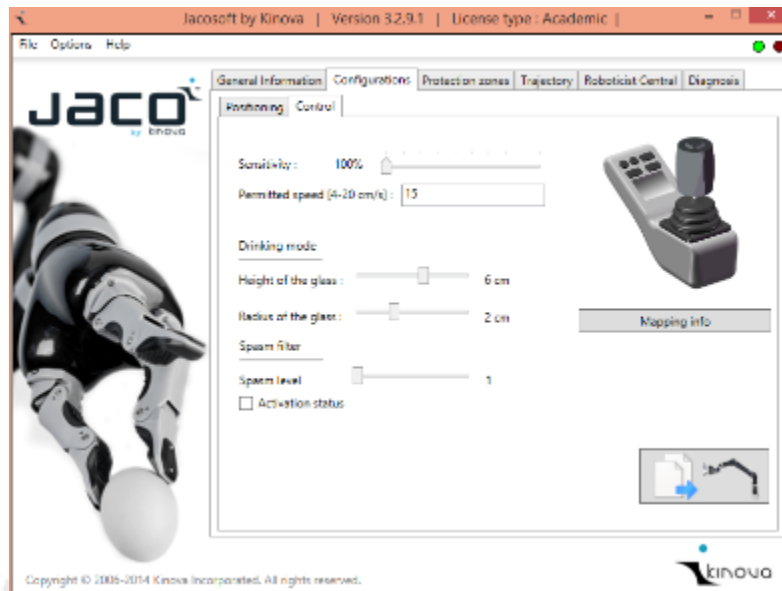 Jacosoft by Kinova | Version 3.2.9.1 | License type : Academic |
File Options Help
General Information Configurations Protection zones Trajectory Roboticist Central Diagnosis
JACO
by kinova
Positioning Control
Sensitivity : 100%
Permitted speed (4-20 cm/s) : 15
Drinking mode
Height of the glass : 6 cm
Radius of the glass : 2 cm
Mapping info
Spasm filter
Spasm level 1
Activation status
Copyright © 2006-2014 Kinova Incorporated. All rights reserved.
kinova